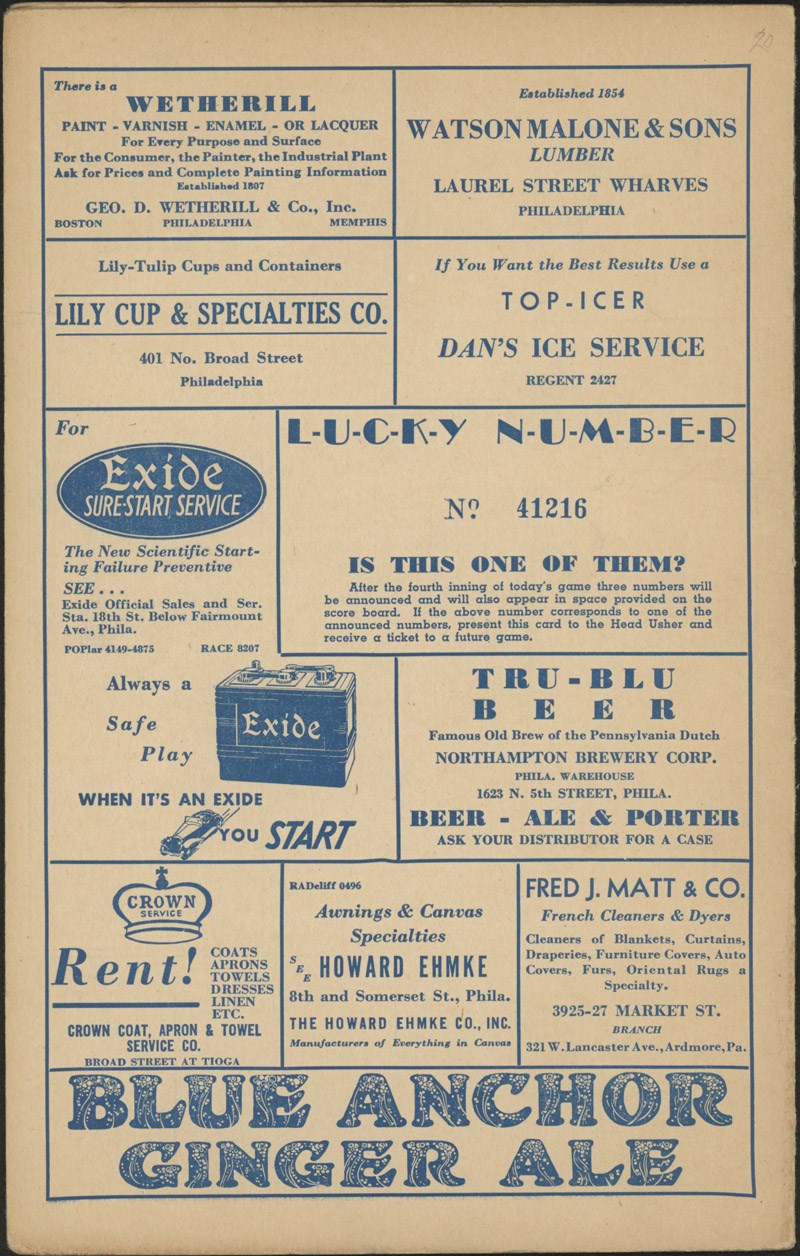 20
There is a
WETHERILL
PAINT - VARNISH - ENAMEL - OR LACQUER
For Every Purpose and Surface
For the Consumer, the Painter, the Industrial Plant
Ask for Prices and Complete Painting Information
Established 1807
GEO. D. WETHERILL & Co., Inc.
BOSTON PHILADELPHIA MEMPHIS
Established 1854
WATSON MALONE & SONS
LUMBER
LAUREL STREET WHARVES
PHILADELPHIA
Lily-Tulip Cups and Containers
LILY CUP & SPECIALTIES CO.
401 No. Broad Street
Philadelphia
If You Want the Best Results Use a
TOP-ICER
DAN'S ICE SERVICE
REGENT 2427
For
Exide
SURE-START SERVICE
The New Scientific Start-
ing Failure Preventive
SEE . . .
Exide Official Sales and Ser.
Sta. 18th St. Below Fairmount
Ave., Phila.
POPlar 4149-4875 RACE 8207
Always a
Safe
Play
Exide
WHEN IT'S AN EXIDE
YOU START
L-U-C-K-Y N-U-M-B-E-R
No. 41216
IS THIS ONE OF THEM?
After the fourth inning of today's game three numbers will
be announced and will also appear in space provided on the
score board. If the above number corresponds to one of the
announced numbers, present this card to the Head Usher and
receive a ticket to a future game.
TRU-BLU
BEER
Famous Old Brew of the Pennsylvania Dutch
NORTHAMPTON BREWERY CORP.
PHILA. WAREHOUSE
1623 N. 5th STREET, PHILA.
BEER - ALE & PORTER
ASK YOUR DISTRIBUTOR FOR A CASE
CROWN
SERVICE
Rent!
COATS
APRONS
TOWELS
DRESSES
LINEN
ETC.
CROWN COAT, APRON & TOWEL
SERVICE CO.
BROAD STREET AT TIOGA
RADcliff 0496
Awnings & Canvas
Specialties
SEE HOWARD EHMKE
8th and Somerset St., Phila.
THE HOWARD EHMKE CO., INC.
Manufacturers of Everything in Canvas
FRED J. MATT & CO.
French Cleaners & Dyers
Cleaners of Blankets, Curtains,
Draperies, Furniture Covers, Auto
Covers, Furs, Oriental Rugs a
Specialty.
3925-27 MARKET ST.
BRANCH
321 W. Lancaster Ave., Ardmore, Pa.
BLUE ANCHOR
GINGER ALE